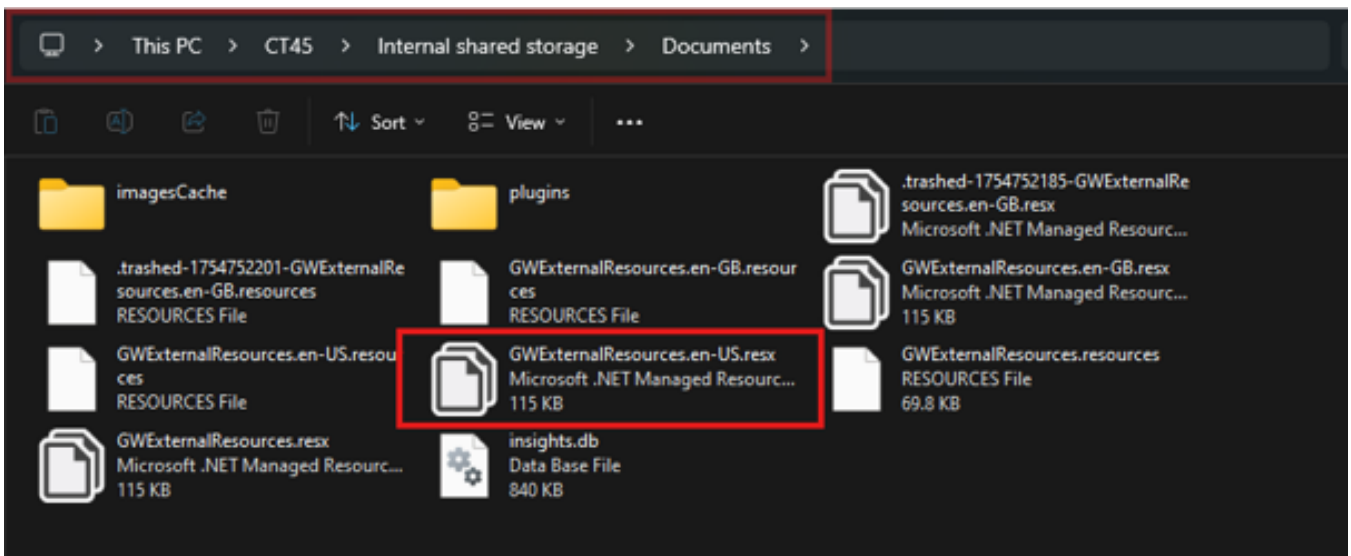 This PC > CT45 > Internal shared storage > Documents >
Sort View ...
imagesCache
plugins
.trashed-1754752185-GWExternalRe
sources.en-GB.resx
Microsoft .NET Managed Resourc...
.trashed-1754752201-GWExternalRe
sources.en-GB.resources
RESOURCES File
GWExternalResources.en-GB.resour
ces
RESOURCES File
GWExternalResources.en-GB.resx
Microsoft .NET Managed Resourc...
115 KB
GWExternalResources.en-US.resou
ces
RESOURCES File
GWExternalResources.en-US.resx
Microsoft .NET Managed Resourc...
115 KB
GWExternalResources.resources
RESOURCES File
69.8 KB
GWExternalResources.resx
Microsoft .NET Managed Resourc...
115 KB
insights.db
Data Base File
840 KB